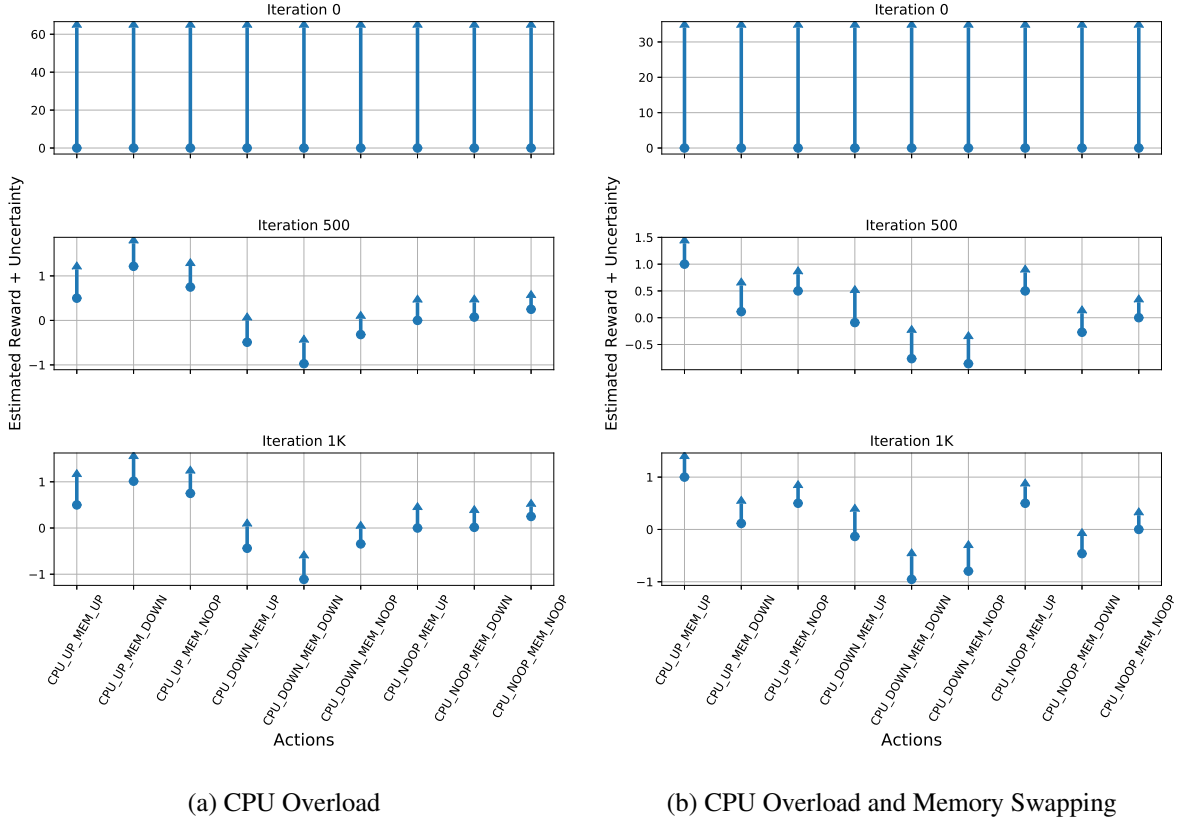 Iteration 0
60
40
20
0
Iteration 500
1
0
−1
Iteration 1K
1
0
−1
Estimated Reward + Uncertainty
CPU_UP_MEM_UP
CPU_UP_MEM_DOWN
CPU_UP_MEM_NOOP
CPU_DOWN_MEM_UP
CPU_DOWN_MEM_DOWN
CPU_DOWN_MEM_NOOP
CPU_NOOP_MEM_UP
CPU_NOOP_MEM_DOWN
CPU_NOOP_MEM_NOOP
Actions
(a) CPU Overload
Iteration 0
30
20
10
0
Iteration 500
1.5
1.0
0.5
0.0
−0.5
Iteration 1K
1
0
−1
Estimated Reward + Uncertainty
CPU_UP_MEM_UP
CPU_UP_MEM_DOWN
CPU_UP_MEM_NOOP
CPU_DOWN_MEM_UP
CPU_DOWN_MEM_DOWN
CPU_DOWN_MEM_NOOP
CPU_NOOP_MEM_UP
CPU_NOOP_MEM_DOWN
CPU_NOOP_MEM_NOOP
Actions
(b) CPU Overload and Memory Swapping